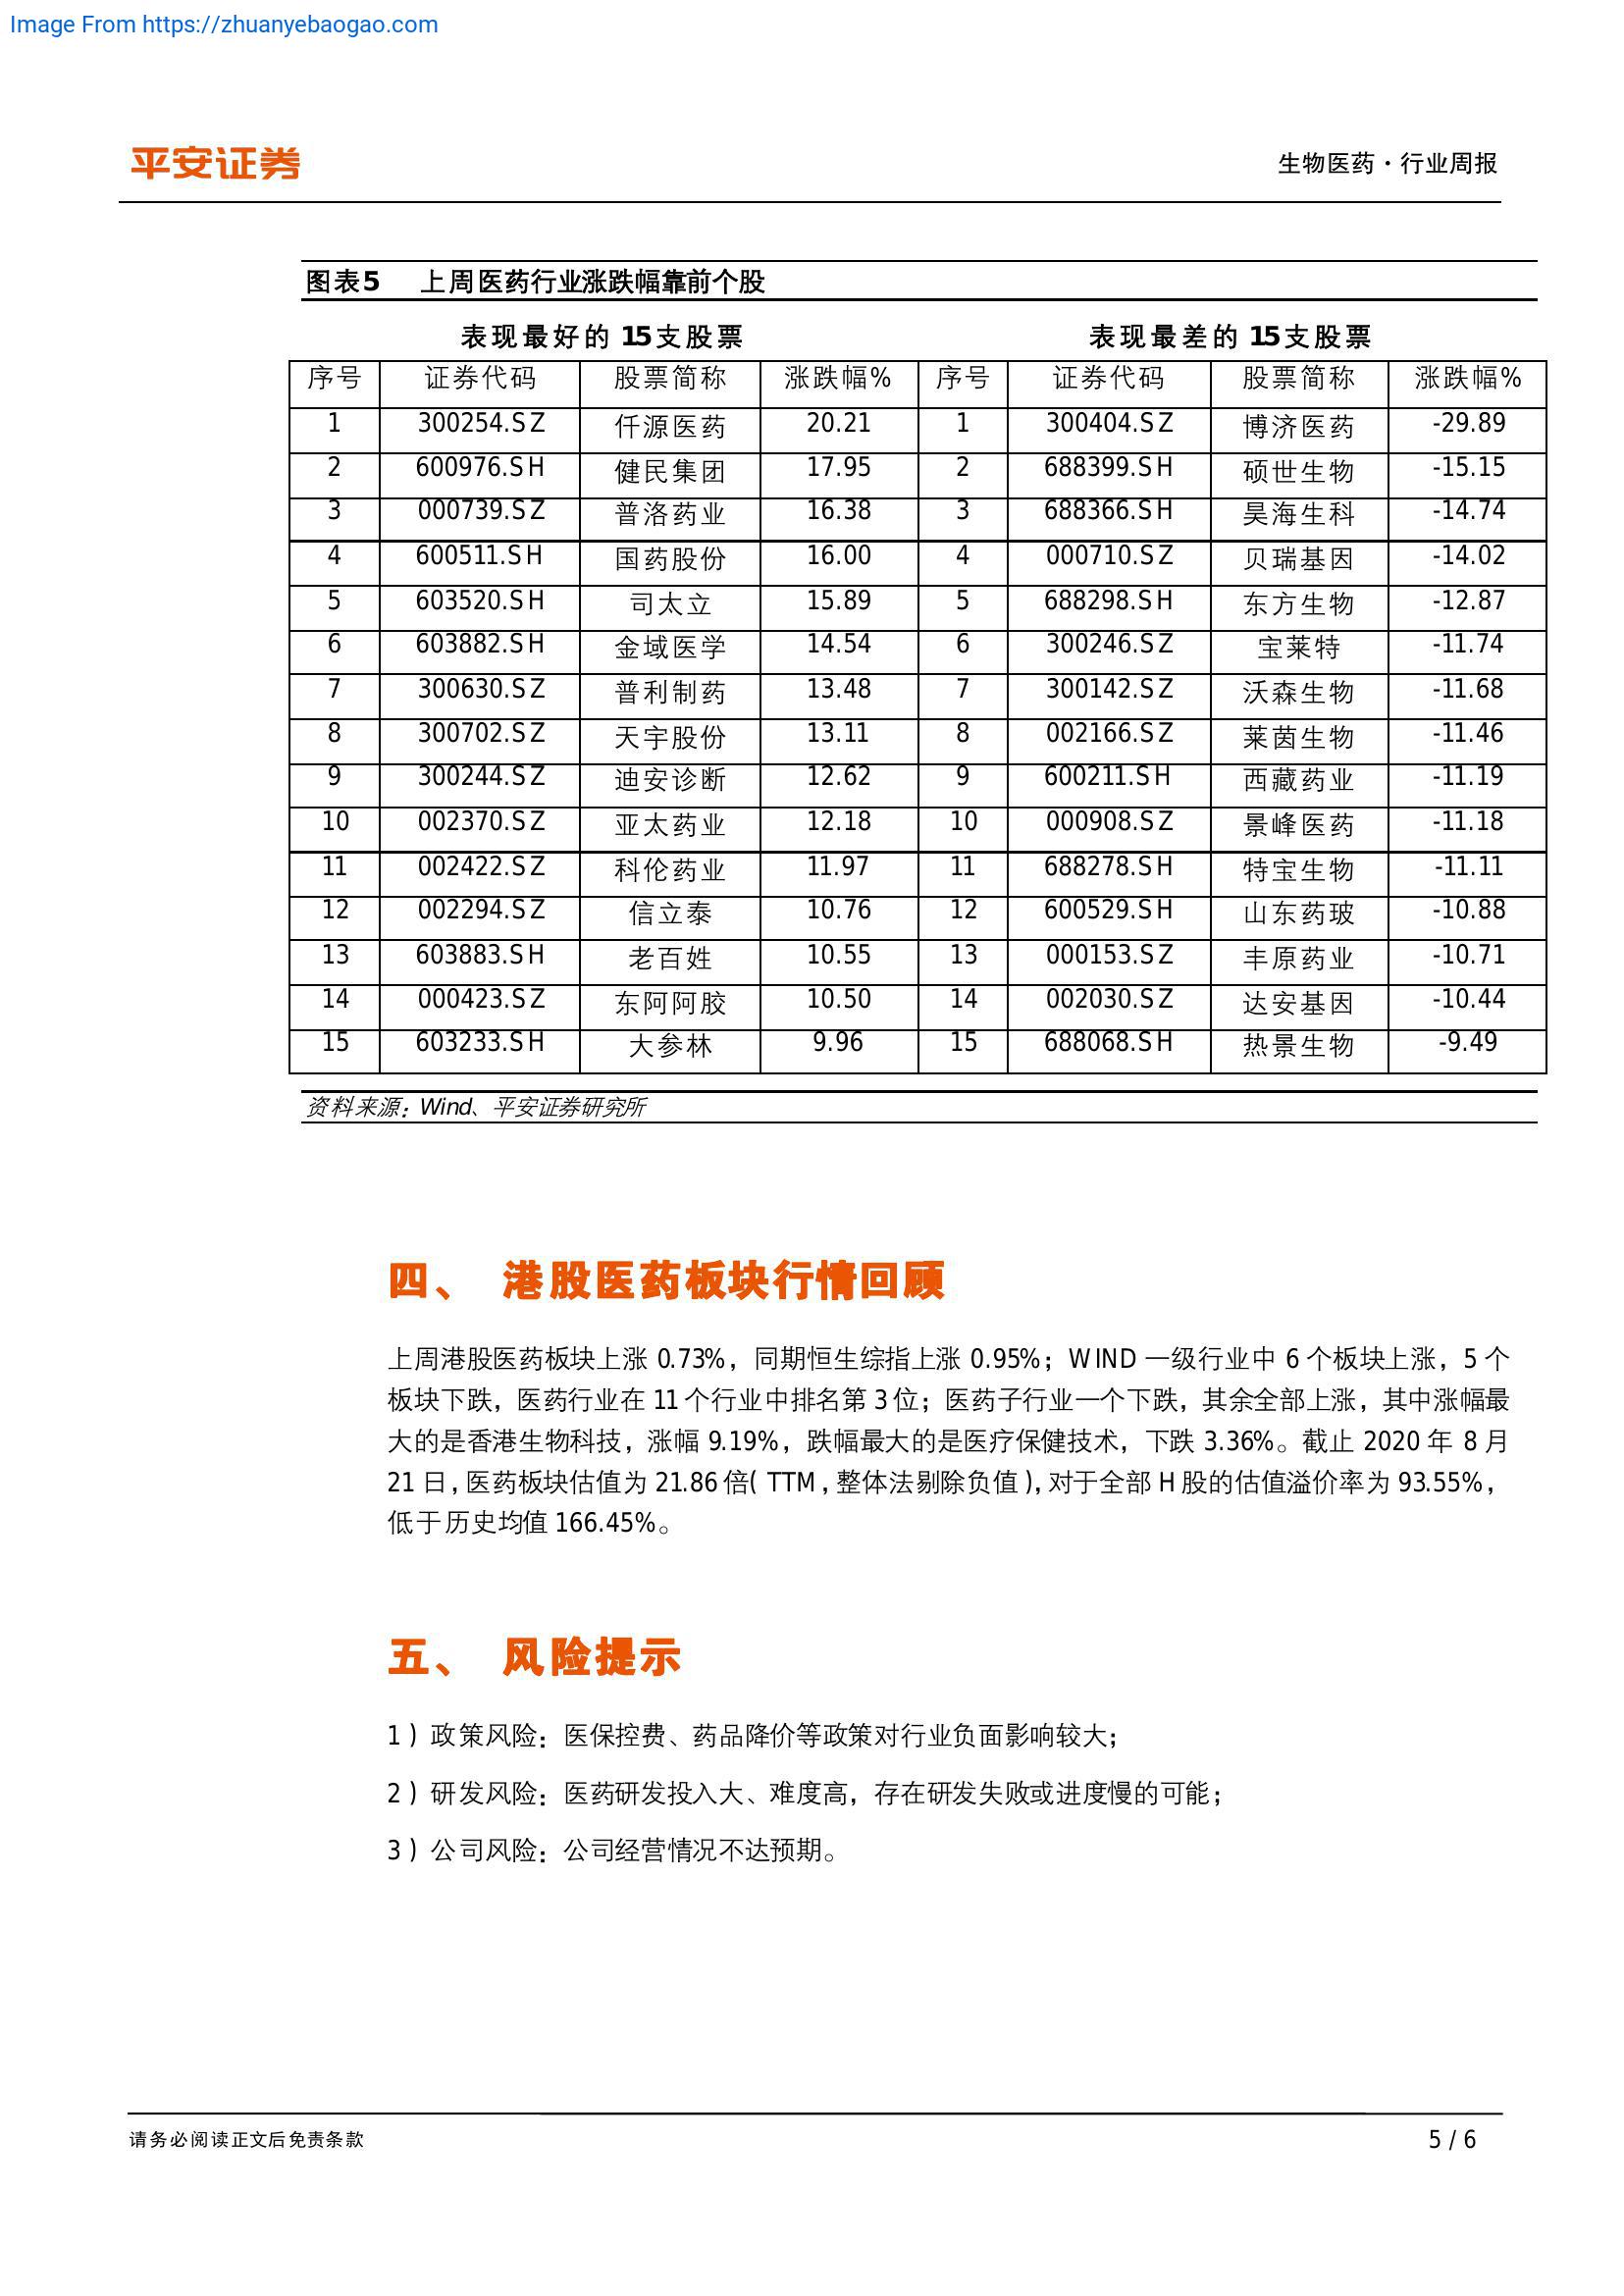 Image From https://zhuanyebaogao.com
平安证券
生物医药·行业周报
图表5 上周医药行业涨跌幅靠前个股
表现最好的 15支股票 表现最差的 15支股票
序号 证券代码 股票简称 涨跌幅% 序号 证券代码 股票简称 涨跌幅%
1 300254.SZ 仟源医药 20.21 1 300404.SZ 博济医药 -29.89
2 600976.SH 健民集团 17.95 2 688399.SH 硕世生物 -15.15
3 000739.SZ 普洛药业 16.38 3 688366.SH 昊海生科 -14.74
4 600511.SH 国药股份 16.00 4 000710.SZ 贝瑞基因 -14.02
5 603520.SH 司太立 15.89 5 688298.SH 东方生物 -12.87
6 603882.SH 金域医学 14.54 6 300246.SZ 宝莱特 -11.74
7 300630.SZ 普利制药 13.48 7 300142.SZ 沃森生物 -11.68
8 300702.SZ 天宇股份 13.11 8 002166.SZ 莱茵生物 -11.46
9 300244.SZ 迪安诊断 12.62 9 600211.SH 西藏药业 -11.19
10 002370.SZ 亚太药业 12.18 10 000908.SZ 景峰医药 -11.18
11 002422.SZ 科伦药业 11.97 11 688278.SH 特宝生物 -11.11
12 002294.SZ 信立泰 10.76 12 600529.SH 山东药玻 -10.88
13 603883.SH 老百姓 10.55 13 000153.SZ 丰原药业 -10.71
14 000423.SZ 东阿阿胶 10.50 14 002030.SZ 达安基因 -10.44
15 603233.SH 大参林 9.96 15 688068.SH 热景生物 -9.49
资料来源：Wind、平安证券研究所
四、 港股医药板块行情回顾
上周港股医药板块上涨 0.73%，同期恒生综指上涨 0.95%；WIND 一级行业中 6 个板块上涨，5 个
板块下跌，医药行业在 11 个行业中排名第 3 位；医药子行业一个下跌，其余全部上涨，其中涨幅最
大的是香港生物科技，涨幅 9.19%，跌幅最大的是医疗保健技术，下跌 3.36%。截止 2020 年 8 月
21 日，医药板块估值为 21.86 倍(TTM，整体法剔除负值)，对于全部 H 股的估值溢价率为 93.55%，
低于历史均值 166.45%。
五、 风险提示
1）政策风险：医保控费、药品降价等政策对行业负面影响较大；
2）研发风险：医药研发投入大、难度高，存在研发失败或进度慢的可能；
3）公司风险：公司经营情况不达预期。
请务必阅读正文后免责条款
5 / 6